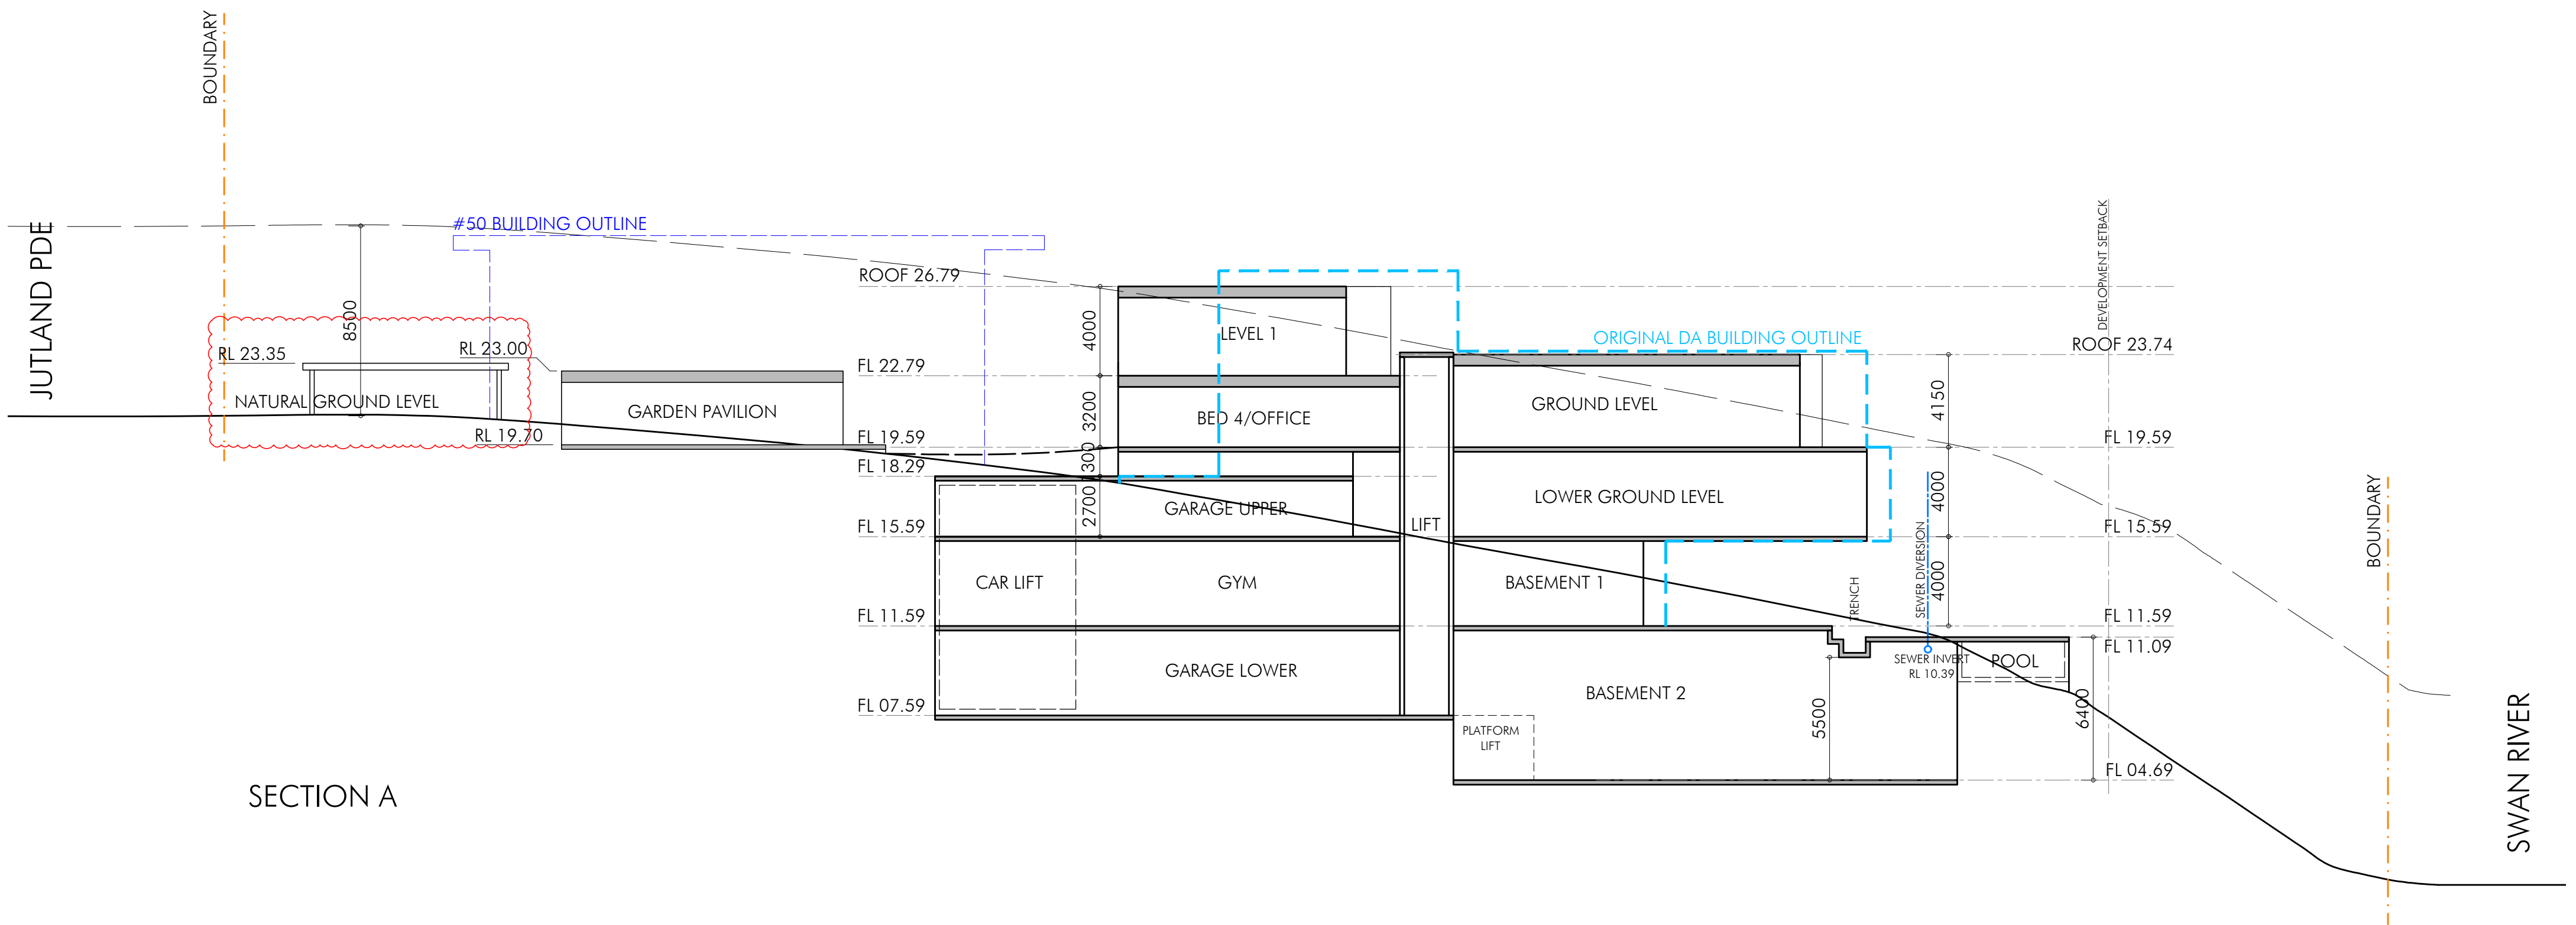 BOUNDARY
JUTLAND PDE
#50 BUILDING OUTLINE
8500
RL 23.35
RL 23.00
NATURAL GROUND LEVEL
RL 19.70
GARDEN PAVILION
ROOF 26.79
FL 22.79
FL 19.59
FL 18.29
FL 15.59
FL 11.59
FL 07.59
4000
3200
300
2700
LEVEL 1
BED 4/OFFICE
GARAGE UPPER
CAR LIFT
GYM
GARAGE LOWER
LIFT
ORIGINAL DA BUILDING OUTLINE
GROUND LEVEL
LOWER GROUND LEVEL
BASEMENT 1
BASEMENT 2
PLATFORM
LIFT
TRENCH
SEWER DIVERSION
SEWER INVERT
RL 10.39
POOL
5500
4150
4000
4000
6400
DEVELOPMENT SETBACK
ROOF 23.74
FL 19.59
FL 15.59
FL 11.59
FL 11.09
FL 04.69
BOUNDARY
SWAN RIVER
SECTION A